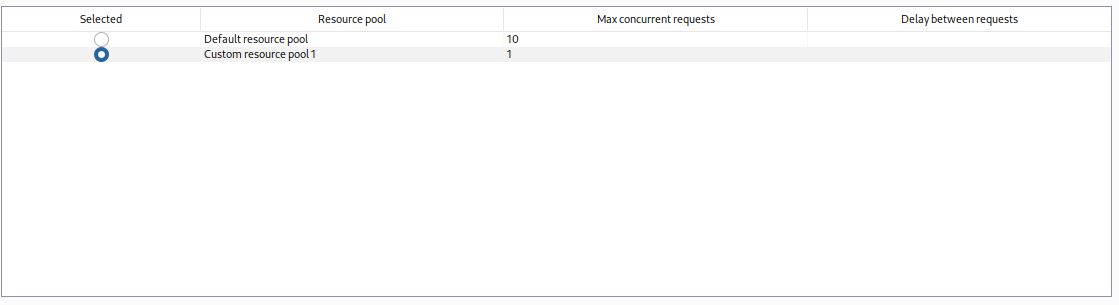 Selected Resource pool Max concurrent requests Delay between requests
Default resource pool 10
Custom resource pool 1 1